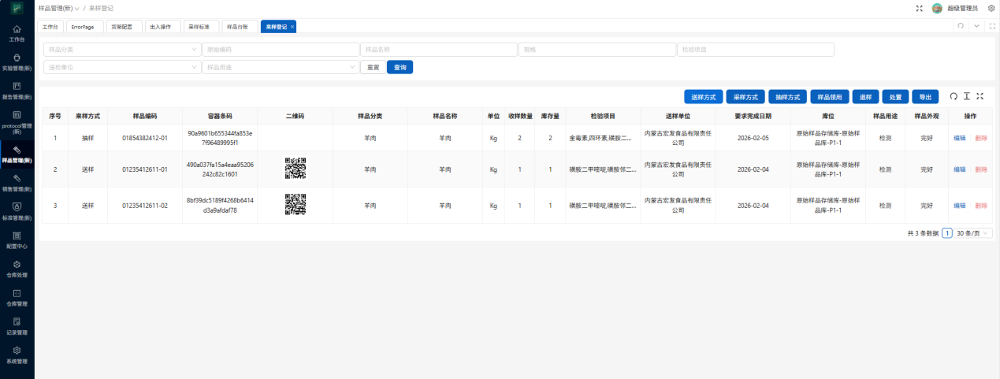 样品管理(新) / 来样登记
超级管理员
工作台 ErrorPage 货架配置 出入操作 采样标准 样品台账 来样登记 ×
工作台
实验管理(新)
报告管理(新)
protocol管理
(新)
样品管理(新)
销售管理(新)
标准管理(新)
配置中心
仓库处理
仓库管理
记录管理
系统管理
样品分类 原始编码 样品名称 规格 检验项目
送检单位 样品用途 重置 查询
送样方式 采样方式 抽样方式 样品领用 退样 处置 导出
序号 来样方式 样品编码 容器条码 二维码 样品分类 样品名称 单位 收样数量 库存量 检验项目 送样单位 要求完成日期 库位 样品用途 样品外观 操作
1 抽样 01854382412-01 90a9601b655344fa853e 羊肉 羊肉 Kg 2 2 金霉素,四环素,磺胺二... 内蒙古宏发食品有限责任 2026-02-05 原始样品存储库-原始样 检测 完好 编辑 删除
7f96489995f1 公司 品库-P1-1
2 送样 01235412611-01 490a037fa15a4eaa95206 羊肉 羊肉 Kg 1 1 磺胺二甲嘧啶,磺胺邻二... 内蒙古宏发食品有限责任 2026-02-04 原始样品存储库-原始样 检测 完好 编辑 删除
242c82c1601 公司 品库-P1-1
3 送样 01235412611-02 8bf39dc5189f4268b6414 羊肉 羊肉 Kg 1 1 磺胺二甲嘧啶,磺胺邻二... 内蒙古宏发食品有限责任 2026-02-04 原始样品存储库-原始样 检测 完好 编辑 删除
d3a9afdaf78 公司 品库-P1-1
共 3 条数据 1 30 条/页